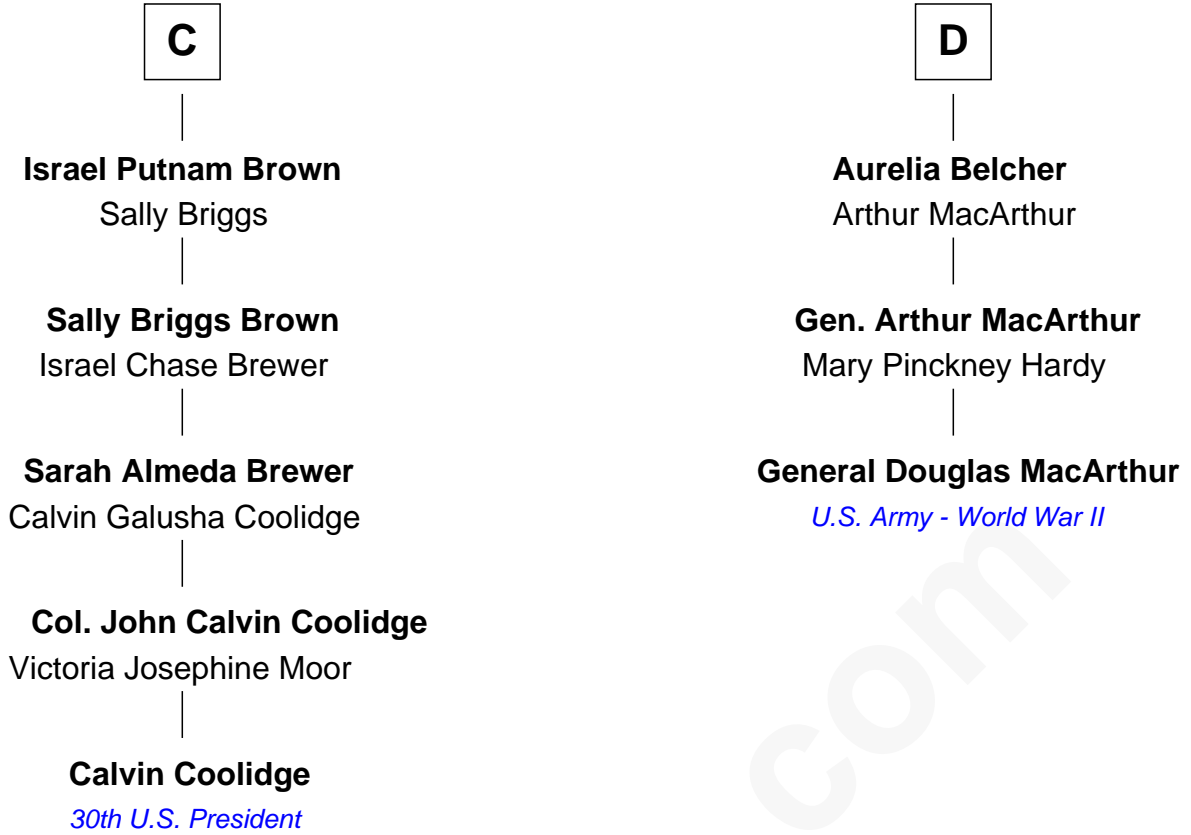 C
Israel Putnam Brown
Sally Briggs
Sally Briggs Brown
Israel Chase Brewer
Sarah Almeda Brewer
Calvin Galusha Coolidge
Col. John Calvin Coolidge
Victoria Josephine Moor
Calvin Coolidge
30th U.S. President
D
Aurelia Belcher
Arthur MacArthur
Gen. Arthur MacArthur
Mary Pinckney Hardy
General Douglas MacArthur
U.S. Army - World War II
com